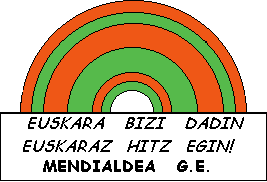 EUSKARA BIZI DADIN
EUSKARAZ HITZ EGIN!
MENDIALDEA G.E.